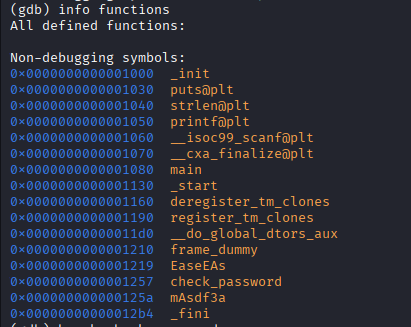 (gdb) info functions
All defined functions:
Non-debugging symbols:
0x0000000000001000 _init
0x0000000000001030 puts@plt
0x0000000000001040 strlen@plt
0x0000000000001050 printf@plt
0x0000000000001060 __isoc99_scanf@plt
0x0000000000001070 __cxa_finalize@plt
0x0000000000001080 main
0x0000000000001130 _start
0x0000000000001160 deregister_tm_clones
0x0000000000001190 register_tm_clones
0x00000000000011d0 __do_global_dtors_aux
0x0000000000001210 frame_dummy
0x0000000000001219 EaseEAs
0x0000000000001257 check_password
0x000000000000125a mAsdf3a
0x00000000000012b4 _fini